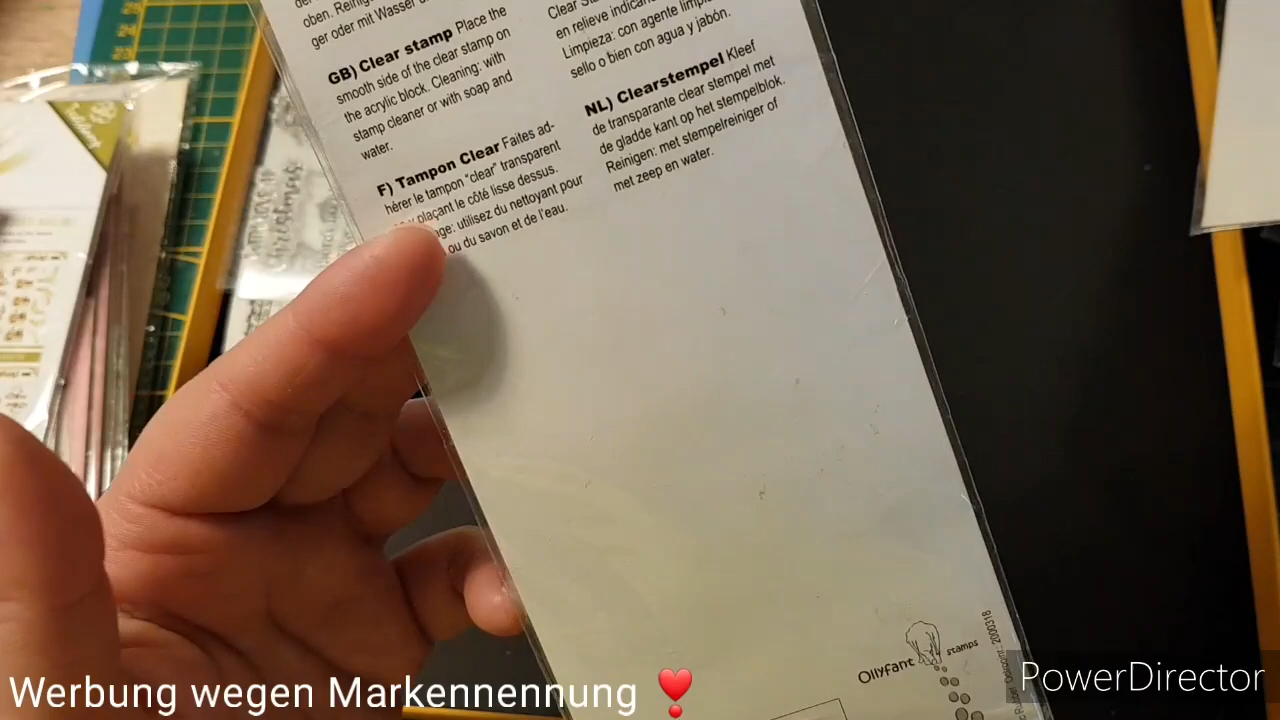 oben. Reinig
ger oder mit Wasser
GB) Clear stamp Place the
smooth side of the clear stamp on
the acrylic block. Cleaning: with
stamp cleaner or with soap and
water.
F) Tampon Clear Faites ad-
hérer le tampon "clear" transparent
plaçant le côté lisse dessus.
age: utilisez du nettoyant pour
ou du savon et de l'eau.
Clear
en relieve indican
Limpieza: con agente limpi
sello o bien con agua y jabón.
NL) Clearstempel Kleef
de transparante clear stempel met
de gladde kant op het stempelblok.
Reinigen: met stempelreiniger of
met zeep en water.
Ollyfant stamps
2000318
Werbung wegen Markennennung ❣️
PowerDirector